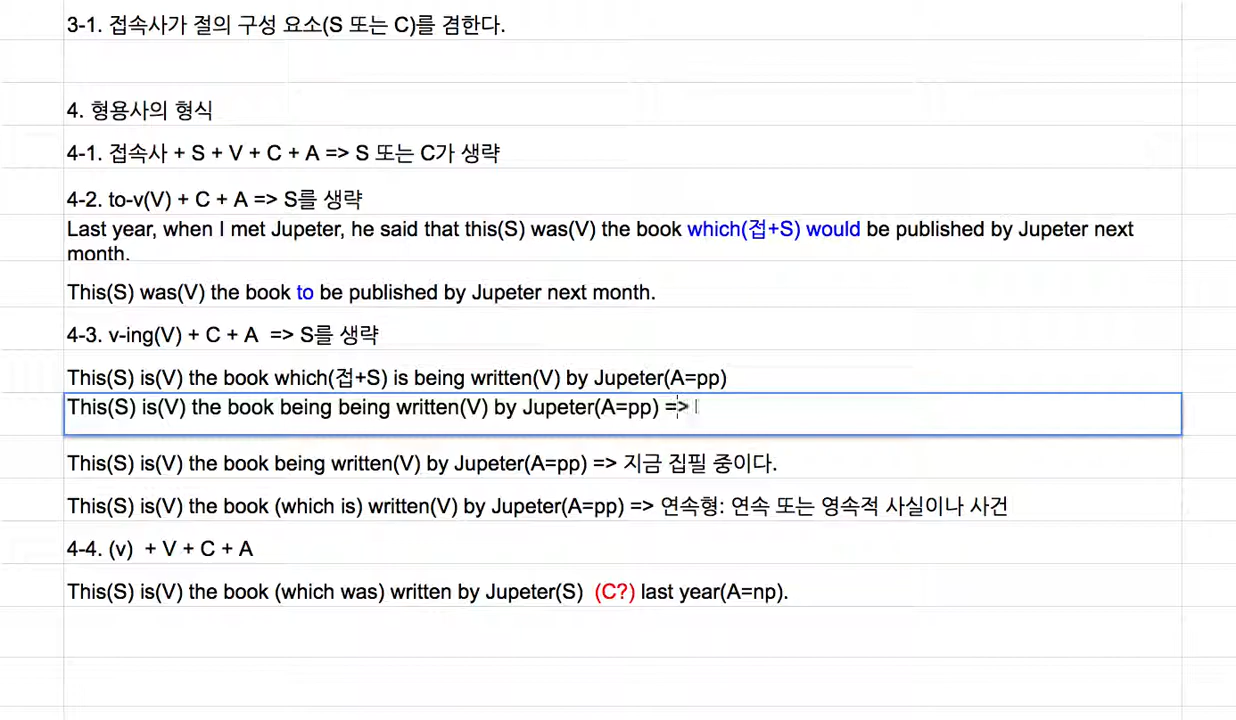 3-1. 접속사가 절의 구성 요소(S 또는 C)를 겸한다.
4. 형용사의 형식
4-1. 접속사 + S + V + C + A => S 또는 C가 생략
4-2. to-v(V) + C + A => S를 생략
Last year, when I met Jupeter, he said that this(S) was(V) the book which(접+S) would be published by Jupeter next
month.
This(S) was(V) the book to be published by Jupeter next month.
4-3. v-ing(V) + C + A => S를 생략
This(S) is(V) the book which(접+S) is being written(V) by Jupeter(A=pp)
This(S) is(V) the book being being written(V) by Jupeter(A=pp) =>
This(S) is(V) the book being written(V) by Jupeter(A=pp) => 지금 집필 중이다.
This(S) is(V) the book (which is) written(V) by Jupeter(A=pp) => 연속형: 연속 또는 영속적 사실이나 사건
4-4. (v) + V + C + A
This(S) is(V) the book (which was) written by Jupeter(S) (C?) last year(A=np).